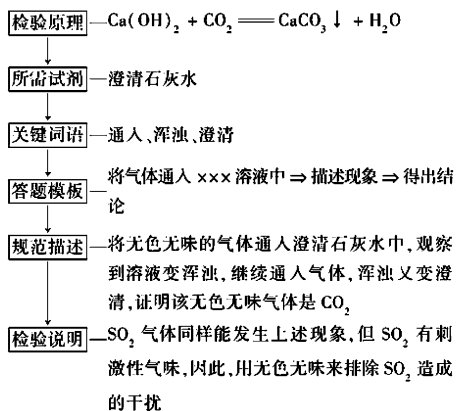 检验原理 Ca(OH)₂ + CO₂ ══ CaCO₃↓ + H₂O
所需试剂 澄清石灰水
关键词语 通入、浑浊、澄清
答题模板 将气体通入×××溶液中⇒描述现象⇒得出结
论
规范描述 将无色无味的气体通入澄清石灰水中,观察
到溶液变浑浊,继续通入气体,浑浊又变澄
清,证明该无色无味气体是CO₂
检验说明 SO₂气体同样能发生上述现象,但SO₂有刺
激性气味,因此,用无色无味来排除SO₂造成
的干扰